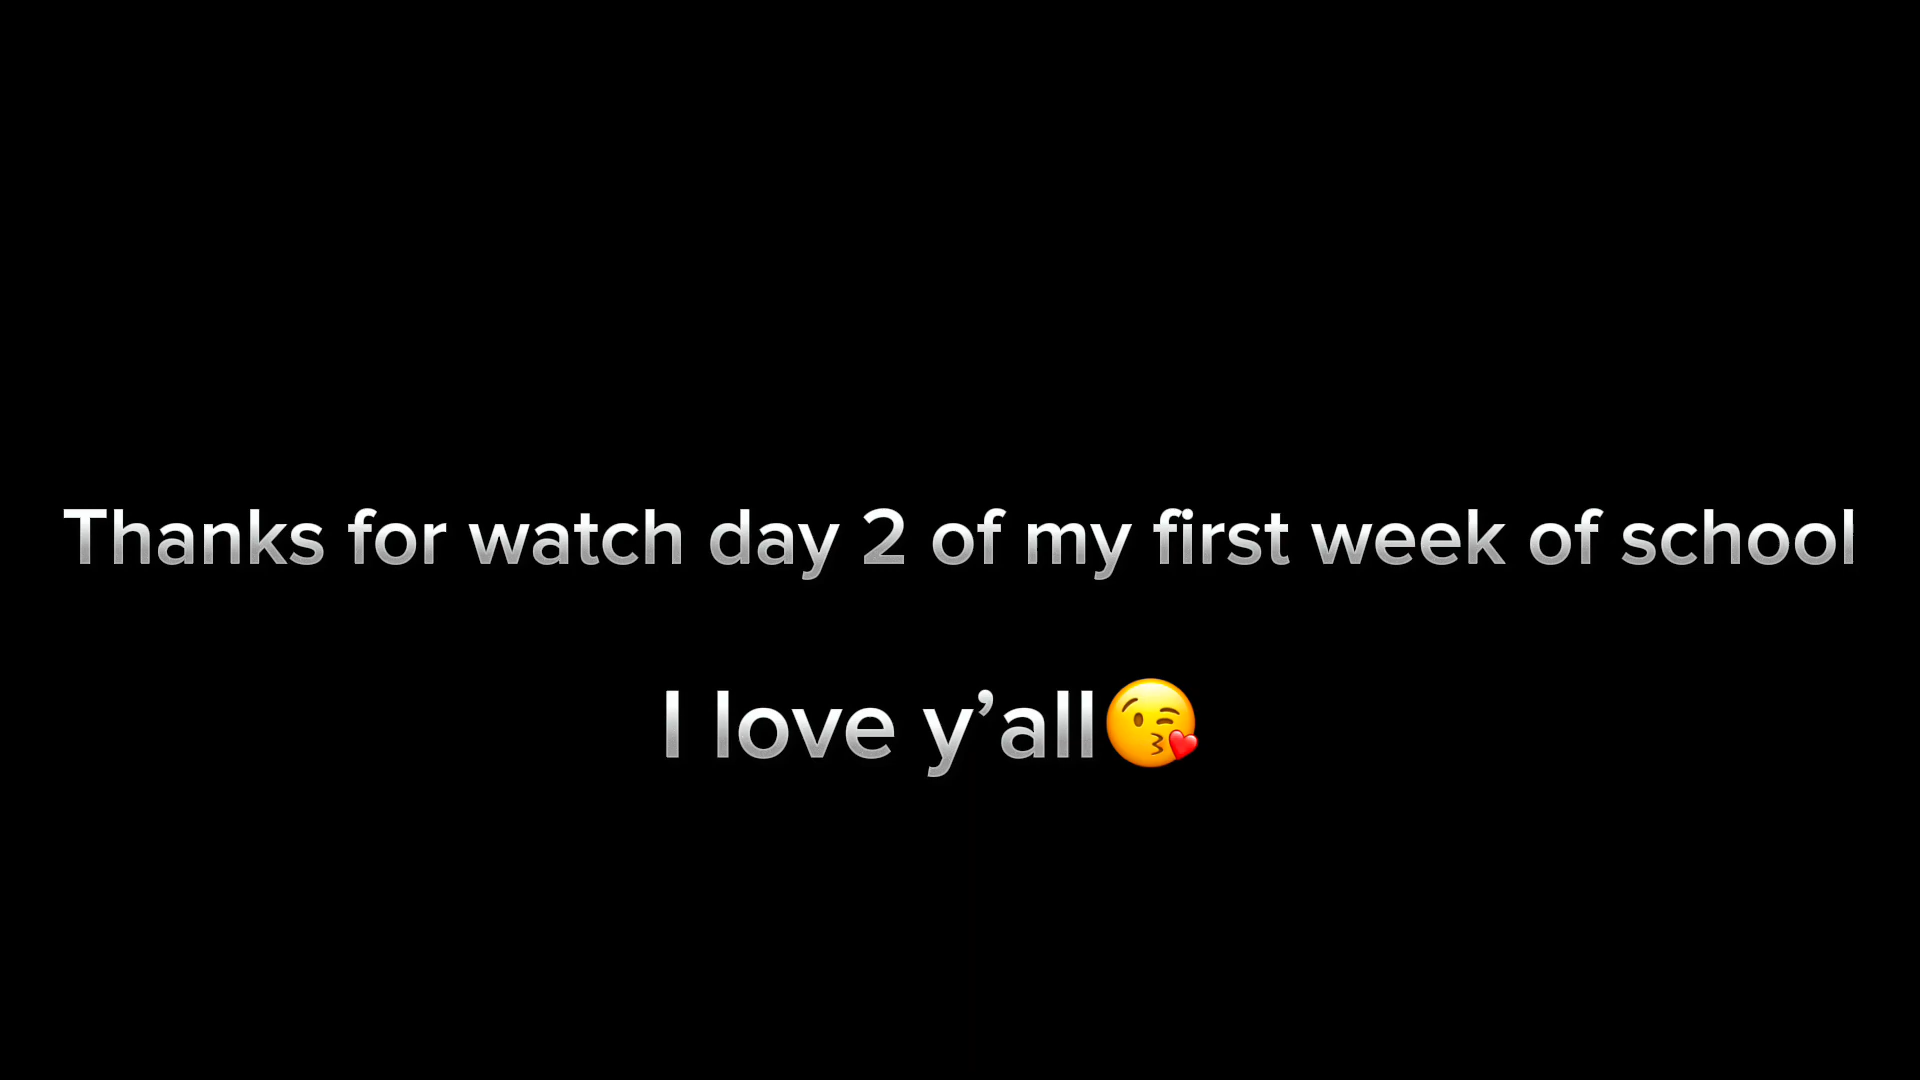 Thanks for watch day 2 of my first week of school
I love y’all😘